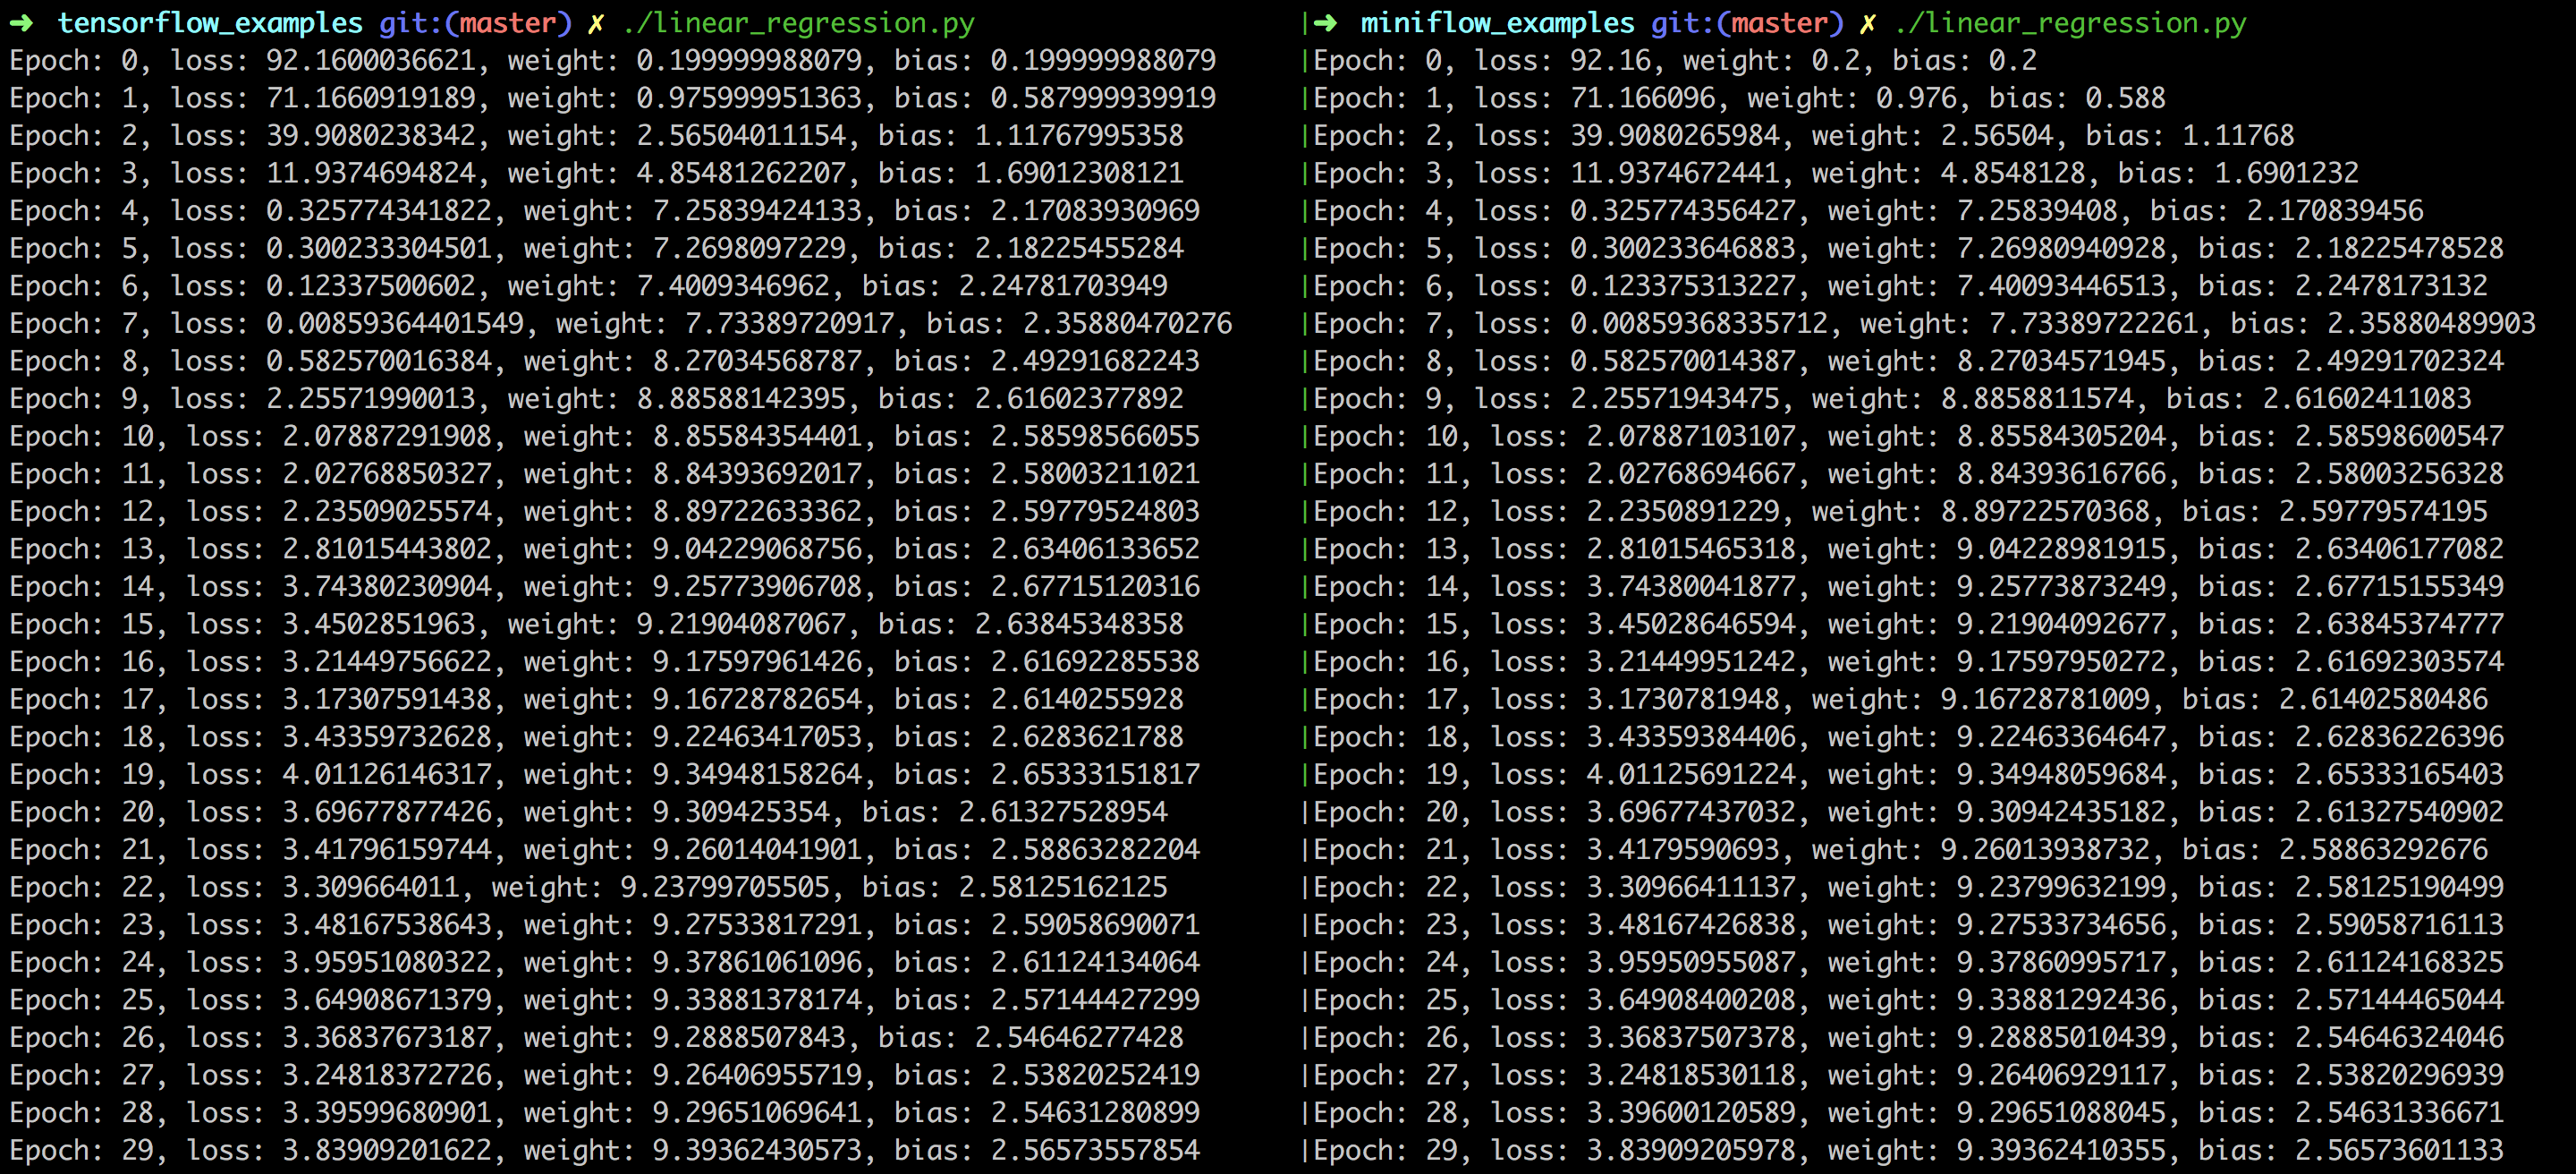 ➜ tensorflow_examples git:(master) ✗ ./linear_regression.py
Epoch: 0, loss: 92.1600036621, weight: 0.199999988079, bias: 0.199999988079
Epoch: 1, loss: 71.1660919189, weight: 0.975999951363, bias: 0.587999939919
Epoch: 2, loss: 39.9080238342, weight: 2.56504011154, bias: 1.11767995358
Epoch: 3, loss: 11.9374694824, weight: 4.85481262207, bias: 1.69012308121
Epoch: 4, loss: 0.325774341822, weight: 7.25839424133, bias: 2.17083930969
Epoch: 5, loss: 0.300233304501, weight: 7.2698097229, bias: 2.18225455284
Epoch: 6, loss: 0.12337500602, weight: 7.4009346962, bias: 2.24781703949
Epoch: 7, loss: 0.00859364401549, weight: 7.73389720917, bias: 2.35880470276
Epoch: 8, loss: 0.582570016384, weight: 8.27034568787, bias: 2.49291682243
Epoch: 9, loss: 2.25571990013, weight: 8.88588142395, bias: 2.61602377892
Epoch: 10, loss: 2.07887291908, weight: 8.85584354401, bias: 2.58598566055
Epoch: 11, loss: 2.02768850327, weight: 8.84393692017, bias: 2.58003211021
Epoch: 12, loss: 2.23509025574, weight: 8.89722633362, bias: 2.59779524803
Epoch: 13, loss: 2.81015443802, weight: 9.04229068756, bias: 2.63406133652
Epoch: 14, loss: 3.74380230904, weight: 9.25773906708, bias: 2.67715120316
Epoch: 15, loss: 3.4502851963, weight: 9.21904087067, bias: 2.63845348358
Epoch: 16, loss: 3.21449756622, weight: 9.17597961426, bias: 2.61692285538
Epoch: 17, loss: 3.17307591438, weight: 9.16728782654, bias: 2.6140255928
Epoch: 18, loss: 3.43359732628, weight: 9.22463417053, bias: 2.6283621788
Epoch: 19, loss: 4.01126146317, weight: 9.34948158264, bias: 2.65333151817
Epoch: 20, loss: 3.69677877426, weight: 9.309425354, bias: 2.61327528954
Epoch: 21, loss: 3.41796159744, weight: 9.26014041901, bias: 2.58863282204
Epoch: 22, loss: 3.309664011, weight: 9.23799705505, bias: 2.58125162125
Epoch: 23, loss: 3.48167538643, weight: 9.27533817291, bias: 2.59058690071
Epoch: 24, loss: 3.95951080322, weight: 9.37861061096, bias: 2.61124134064
Epoch: 25, loss: 3.64908671379, weight: 9.33881378174, bias: 2.57144427299
Epoch: 26, loss: 3.36837673187, weight: 9.2888507843, bias: 2.54646277428
Epoch: 27, loss: 3.24818372726, weight: 9.26406955719, bias: 2.53820252419
Epoch: 28, loss: 3.39599680901, weight: 9.29651069641, bias: 2.54631280899
Epoch: 29, loss: 3.83909201622, weight: 9.39362430573, bias: 2.56573557854
➜ miniflow_examples git:(master) ✗ ./linear_regression.py
Epoch: 0, loss: 92.16, weight: 0.2, bias: 0.2
Epoch: 1, loss: 71.166096, weight: 0.976, bias: 0.588
Epoch: 2, loss: 39.9080265984, weight: 2.56504, bias: 1.11768
Epoch: 3, loss: 11.9374672441, weight: 4.8548128, bias: 1.6901232
Epoch: 4, loss: 0.325774356427, weight: 7.25839408, bias: 2.170839456
Epoch: 5, loss: 0.300233646883, weight: 7.26980940928, bias: 2.18225478528
Epoch: 6, loss: 0.123375313227, weight: 7.40093446513, bias: 2.2478173132
Epoch: 7, loss: 0.00859368335712, weight: 7.73389722261, bias: 2.35880489903
Epoch: 8, loss: 0.582570014387, weight: 8.27034571945, bias: 2.49291702324
Epoch: 9, loss: 2.25571943475, weight: 8.8858811574, bias: 2.61602411083
Epoch: 10, loss: 2.07887103107, weight: 8.85584305204, bias: 2.58598600547
Epoch: 11, loss: 2.02768694667, weight: 8.84393616766, bias: 2.58003256328
Epoch: 12, loss: 2.2350891229, weight: 8.89722570368, bias: 2.59779574195
Epoch: 13, loss: 2.81015465318, weight: 9.04228981915, bias: 2.63406177082
Epoch: 14, loss: 3.74380041877, weight: 9.25773873249, bias: 2.67715155349
Epoch: 15, loss: 3.45028646594, weight: 9.21904092677, bias: 2.63845374777
Epoch: 16, loss: 3.21449951242, weight: 9.17597950272, bias: 2.61692303574
Epoch: 17, loss: 3.1730781948, weight: 9.16728781009, bias: 2.61402580486
Epoch: 18, loss: 3.43359384406, weight: 9.22463364647, bias: 2.62836226396
Epoch: 19, loss: 4.01125691224, weight: 9.34948059684, bias: 2.65333165403
Epoch: 20, loss: 3.69677437032, weight: 9.30942435182, bias: 2.61327540902
Epoch: 21, loss: 3.4179590693, weight: 9.26013938732, bias: 2.58863292676
Epoch: 22, loss: 3.30966411137, weight: 9.23799632199, bias: 2.58125190499
Epoch: 23, loss: 3.48167426838, weight: 9.27533734656, bias: 2.59058716113
Epoch: 24, loss: 3.95950955087, weight: 9.37860995717, bias: 2.61124168325
Epoch: 25, loss: 3.64908400208, weight: 9.33881292436, bias: 2.57144465044
Epoch: 26, loss: 3.36837507378, weight: 9.28885010439, bias: 2.54646324046
Epoch: 27, loss: 3.24818530118, weight: 9.26406929117, bias: 2.53820296939
Epoch: 28, loss: 3.39600120589, weight: 9.29651088045, bias: 2.54631336671
Epoch: 29, loss: 3.83909205978, weight: 9.39362410355, bias: 2.56573601133